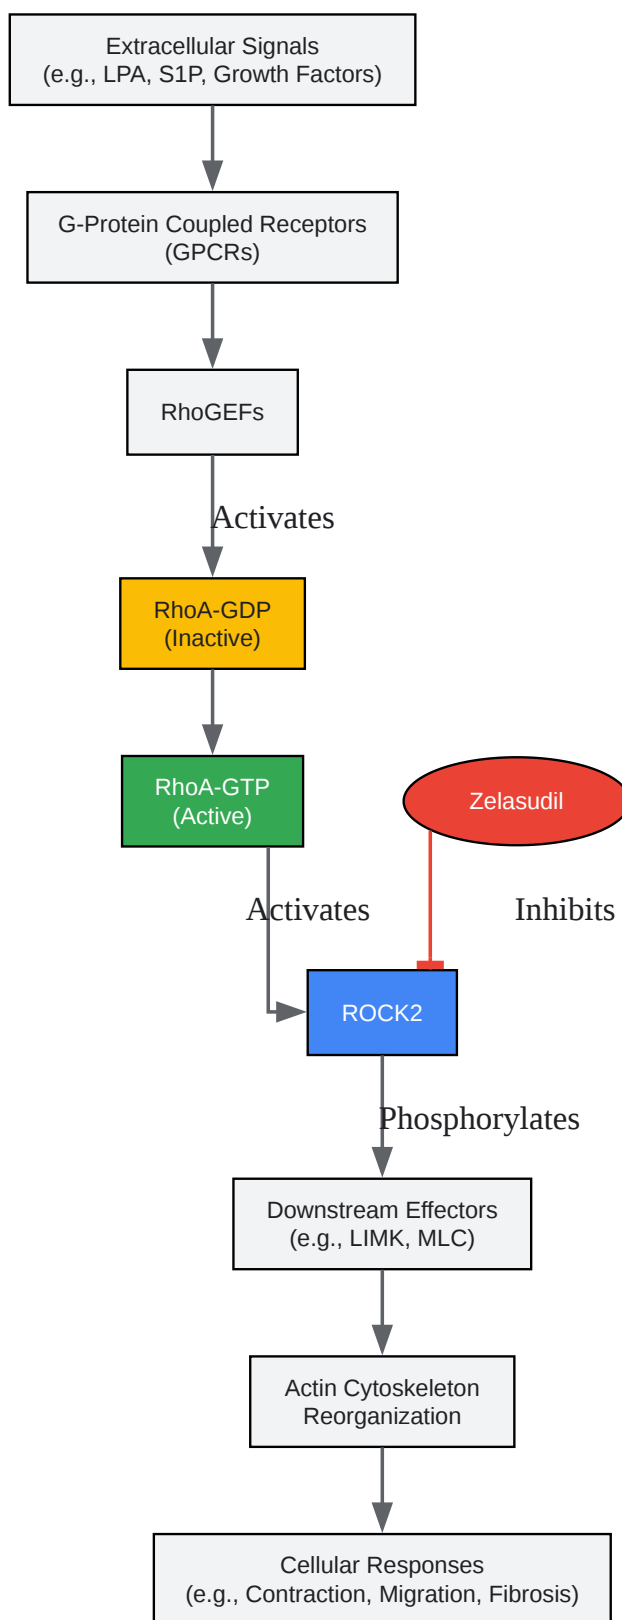 Extracellular Signals
(e.g., LPA, S1P, Growth Factors)
G-Protein Coupled Receptors
(GPCRs)
RhoGEFs
Activates
RhoA-GDP
(Inactive)
RhoA-GTP
(Active)
Zelasudil
Activates
Inhibits
ROCK2
Phosphorylates
Downstream Effectors
(e.g., LIMK, MLC)
Actin Cytoskeleton
Reorganization
Cellular Responses
(e.g., Contraction, Migration, Fibrosis)